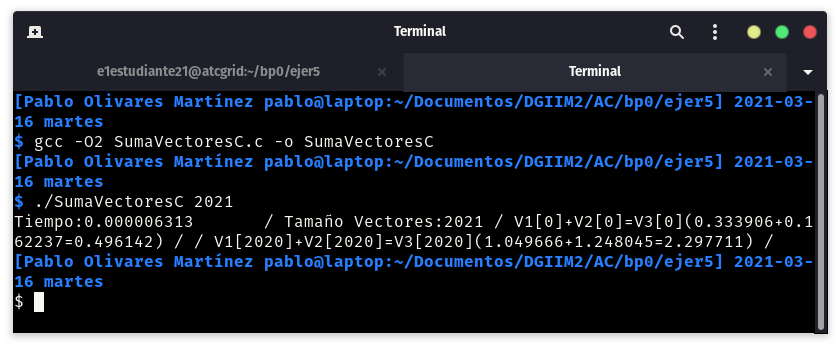 Terminal
e1estudiante21@atcgrid:~/bp0/ejer5
Terminal
[Pablo Olivares Martínez pablo@laptop:~/Documentos/DGIIM2/AC/bp0/ejer5] 2021-03-
16 martes
$ gcc -O2 SumaVectoresC.c -o SumaVectoresC
[Pablo Olivares Martínez pablo@laptop:~/Documentos/DGIIM2/AC/bp0/ejer5] 2021-03-
16 martes
$ ./SumaVectoresC 2021
Tiempo:0.000006313       / Tamaño Vectores:2021 / V1[0]+V2[0]=V3[0](0.333906+0.1
62237=0.496142) / / V1[2020]+V2[2020]=V3[2020](1.049666+1.248045=2.297711) /
[Pablo Olivares Martínez pablo@laptop:~/Documentos/DGIIM2/AC/bp0/ejer5] 2021-03-
16 martes
$